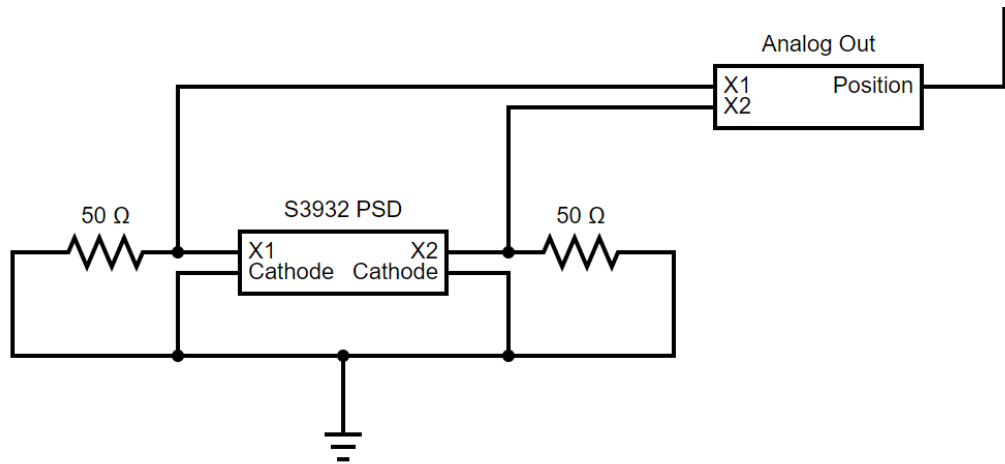 Analog Out
X1
Position
X2
S3932 PSD
50 Ω
50 Ω
X1
X2
Cathode
Cathode